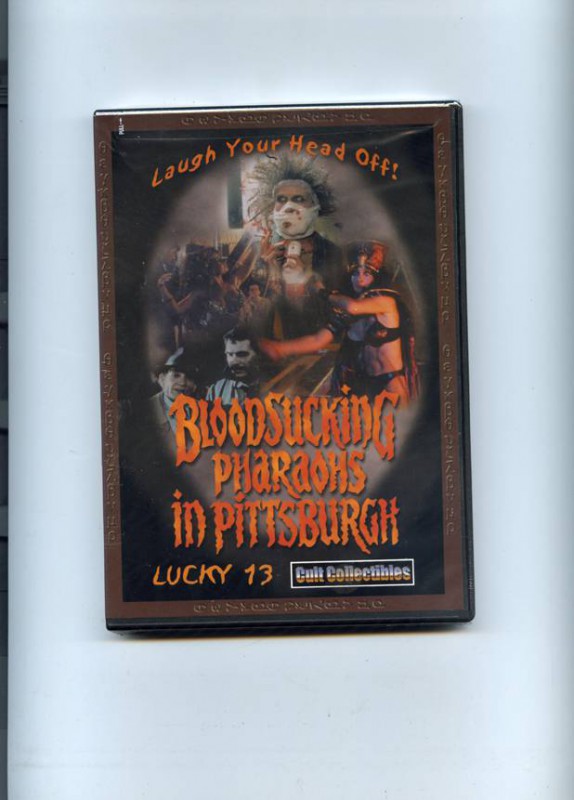 Laugh Your Head Off!
BLOODSUCKING
PHARAOHS
in PITTSBURGH
LUCKY 13
Cult Collectibles